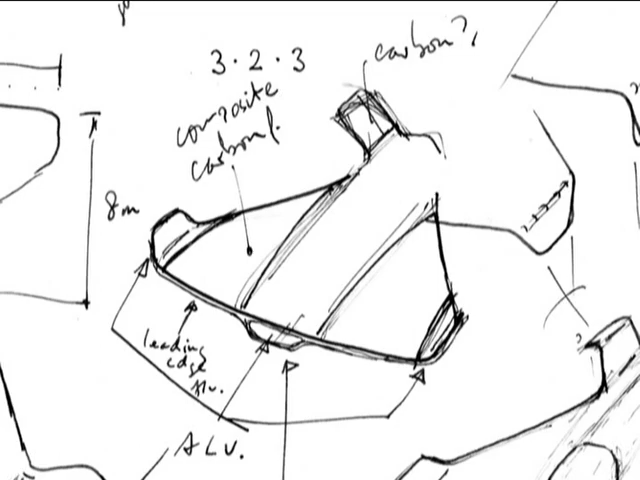 carbon?
3.2.3
composite
carbon
8m
leading
edge
ALU.
ALU.